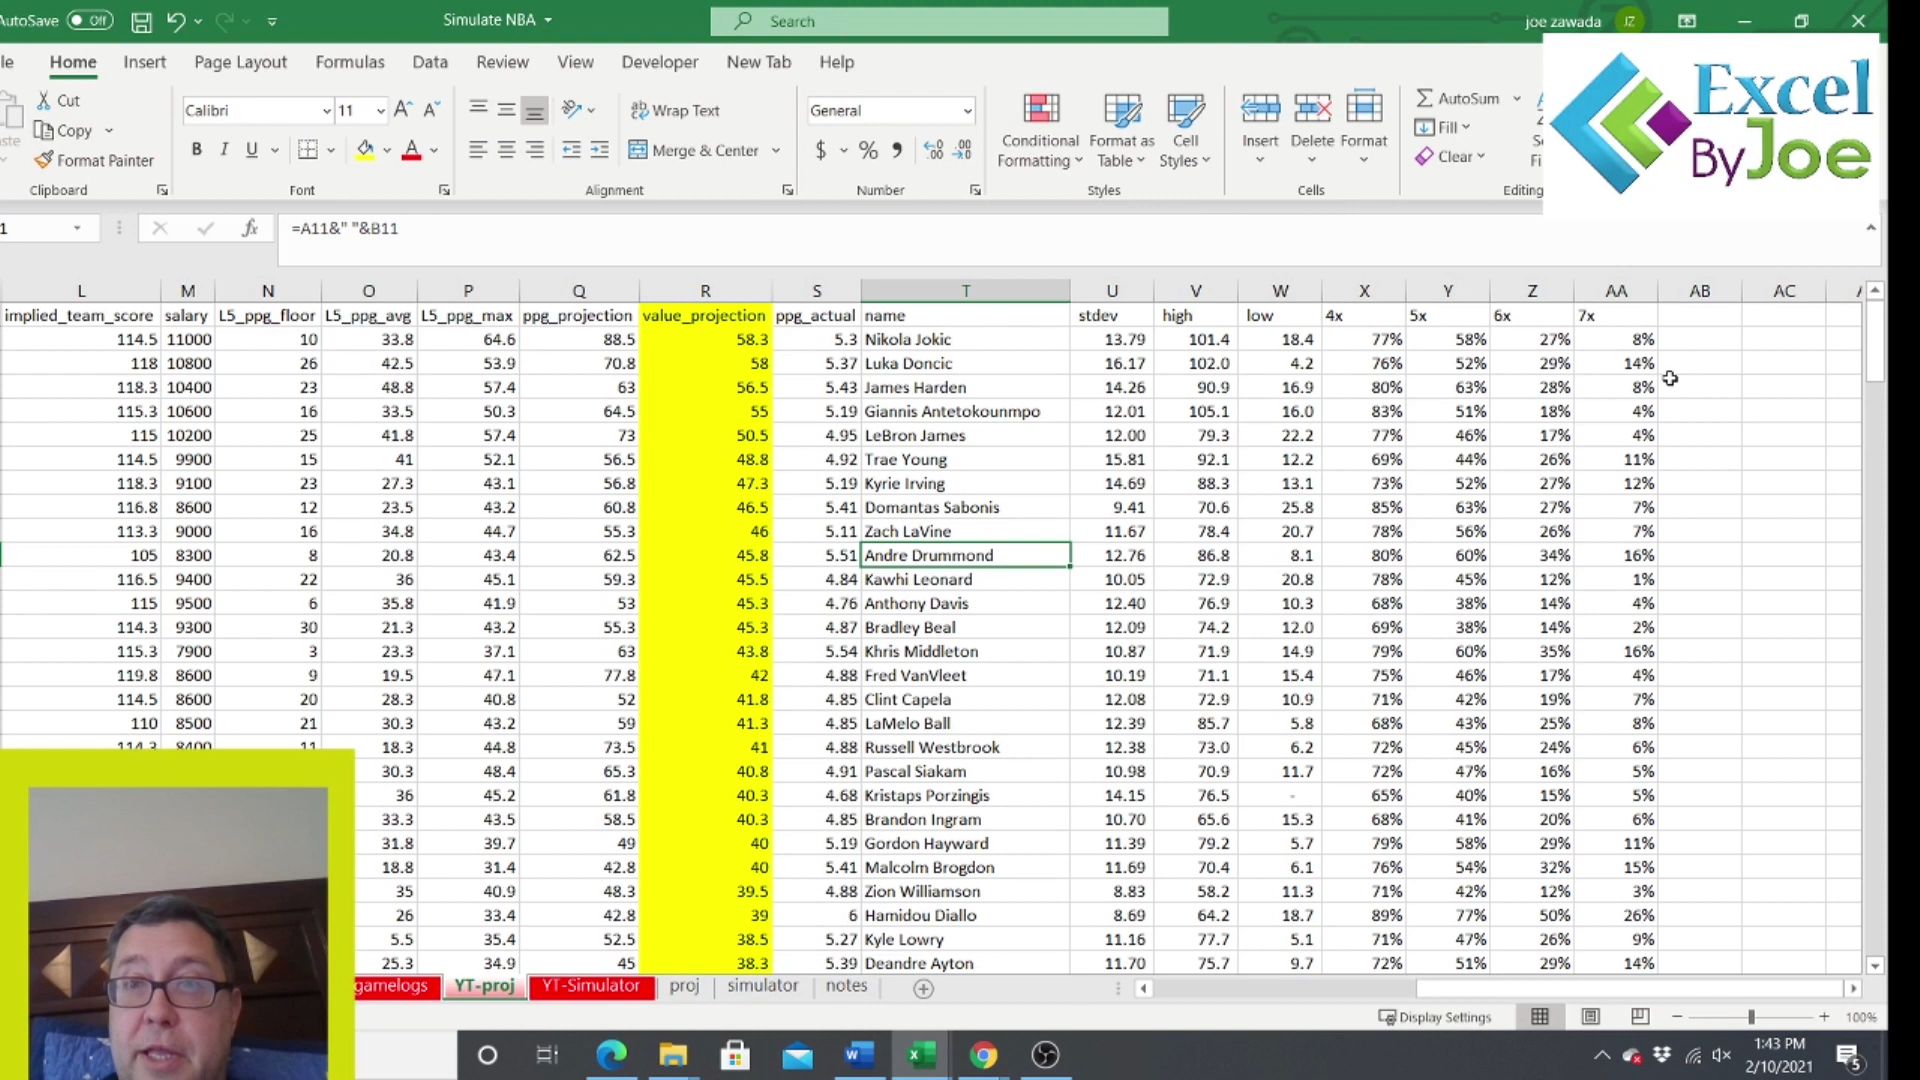 AutoSave Off Simulate NBA Search joe zawada JZ
le Home Insert Page Layout Formulas Data Review View Developer New Tab Help
Excel
ByJoe
Cut
Copy
Format Painter
Clipboard
Calibri 11
B I U
Font
Wrap Text
Merge & Center
Alignment
General
$ % 9
Number
Conditional Formatting
Format as Table
Cell Styles
Styles
Insert Delete Format
Cells
AutoSum
Fill
Clear
Editing
1 fx =A11&" "&B11
L M N O P Q R S T U V W X Y Z AA AB AC
implied_team_score salary L5_ppg_floor L5_ppg_avg L5_ppg_max ppg_projection value_projection ppg_actual name stdev high low 4x 5x 6x 7x
114.5 11000 10 33.8 64.6 88.5 58.3 5.3 Nikola Jokic 13.79 101.4 18.4 77% 58% 27% 8%
118 10800 26 42.5 53.9 70.8 58 5.37 Luka Doncic 16.17 102.0 4.2 76% 52% 29% 14%
118.3 10400 23 48.8 57.4 63 56.5 5.43 James Harden 14.26 90.9 16.9 80% 63% 28% 8%
115.3 10600 16 33.5 50.3 64.5 55 5.19 Giannis Antetokounmpo 12.01 105.1 16.0 83% 51% 18% 4%
115 10200 25 41.8 57.4 73 50.5 4.95 LeBron James 12.00 79.3 22.2 77% 46% 17% 4%
114.5 9900 15 41 52.1 56.5 48.8 4.92 Trae Young 15.81 92.1 12.2 69% 44% 26% 11%
118.3 9100 23 27.3 43.1 56.8 47.3 5.19 Kyrie Irving 14.69 88.3 13.1 73% 52% 27% 12%
116.8 8600 12 23.5 43.2 60.8 46.5 5.41 Domantas Sabonis 9.41 70.6 25.8 85% 63% 27% 7%
113.3 9000 16 34.8 44.7 55.3 46 5.11 Zach LaVine 11.67 78.4 20.7 78% 56% 26% 7%
105 8300 8 20.8 43.4 62.5 45.8 5.51 Andre Drummond 12.76 86.8 8.1 80% 60% 34% 16%
116.5 9400 22 36 45.1 59.3 45.5 4.84 Kawhi Leonard 10.05 72.9 20.8 78% 45% 12% 1%
115 9500 6 35.8 41.9 53 45.3 4.76 Anthony Davis 12.40 76.9 10.3 68% 38% 14% 4%
114.3 9300 30 21.3 43.2 55.3 45.3 4.87 Bradley Beal 12.09 74.2 12.0 69% 38% 14% 2%
115.3 7900 3 23.3 37.1 63 43.8 5.54 Khris Middleton 10.87 71.9 14.9 79% 60% 35% 16%
119.8 8600 9 19.5 47.1 77.8 42 4.88 Fred VanVleet 10.19 71.1 15.4 75% 46% 17% 4%
114.5 8600 20 28.3 40.8 52 41.8 4.85 Clint Capela 12.08 72.9 10.9 71% 42% 19% 7%
110 8500 21 30.3 43.2 59 41.3 4.85 LaMelo Ball 12.39 85.7 5.8 68% 43% 25% 8%
114.3 8400 11 18.3 44.8 73.5 41 4.88 Russell Westbrook 12.38 73.0 6.2 72% 45% 24% 6%
30.3 48.4 65.3 40.8 4.91 Pascal Siakam 10.98 70.9 11.7 72% 47% 16% 5%
36 45.2 61.8 40.3 4.68 Kristaps Porzingis 14.15 76.5 - 65% 40% 15% 5%
33.3 43.5 58.5 40.3 4.85 Brandon Ingram 10.70 65.6 15.3 68% 41% 20% 6%
31.8 39.7 49 40 5.19 Gordon Hayward 11.39 79.2 5.7 79% 58% 29% 11%
18.8 31.4 42.8 40 5.41 Malcolm Brogdon 11.69 70.4 6.1 76% 54% 32% 15%
35 40.9 48.3 39.5 4.88 Zion Williamson 8.83 58.2 11.3 71% 42% 12% 3%
26 33.4 42.8 39 6 Hamidou Diallo 8.69 64.2 18.7 89% 77% 50% 26%
5.5 35.4 52.5 38.5 5.27 Kyle Lowry 11.16 77.7 5.1 71% 47% 26% 9%
25.3 34.9 45 38.3 5.39 Deandre Ayton 11.70 75.7 9.7 72% 51% 29% 14%
gamelogs YT-proj YT-Simulator proj simulator notes
Display Settings 100%
1:43 PM
2/10/2021
5